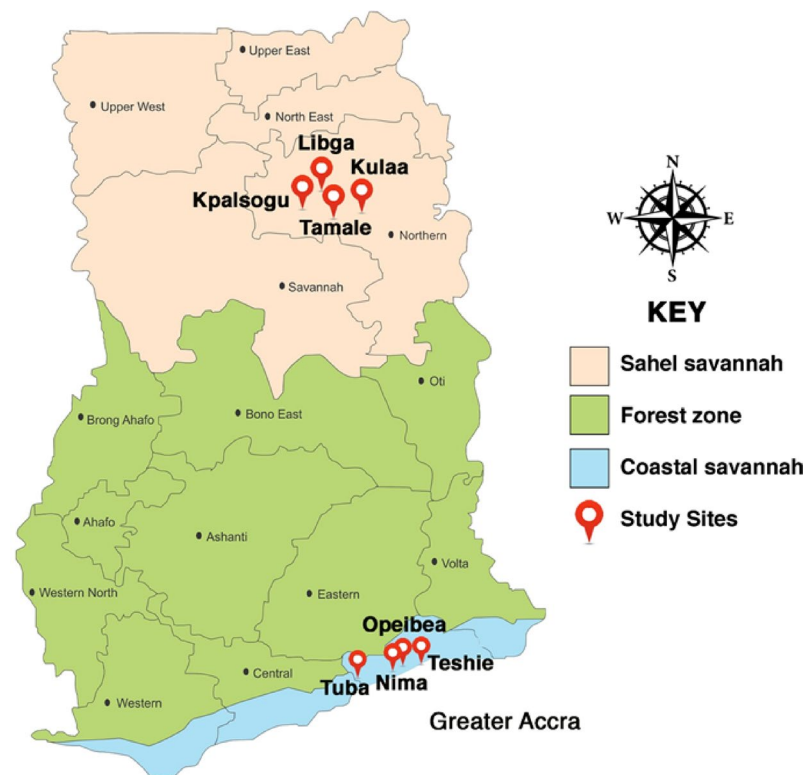 Upper East
Upper West
North East
Libga
Kulaa
Kpalsogu
Tamale
Northern
Savannah
Oti
Brong Ahafo
Bono East
Ahafo
Ashanti
Volta
Western North
Eastern
Opeibea
Central
Teshie
Tuba
Nima
Western
Greater Accra
N
W
E
S
KEY
Sahel savannah
Forest zone
Coastal savannah
Study Sites